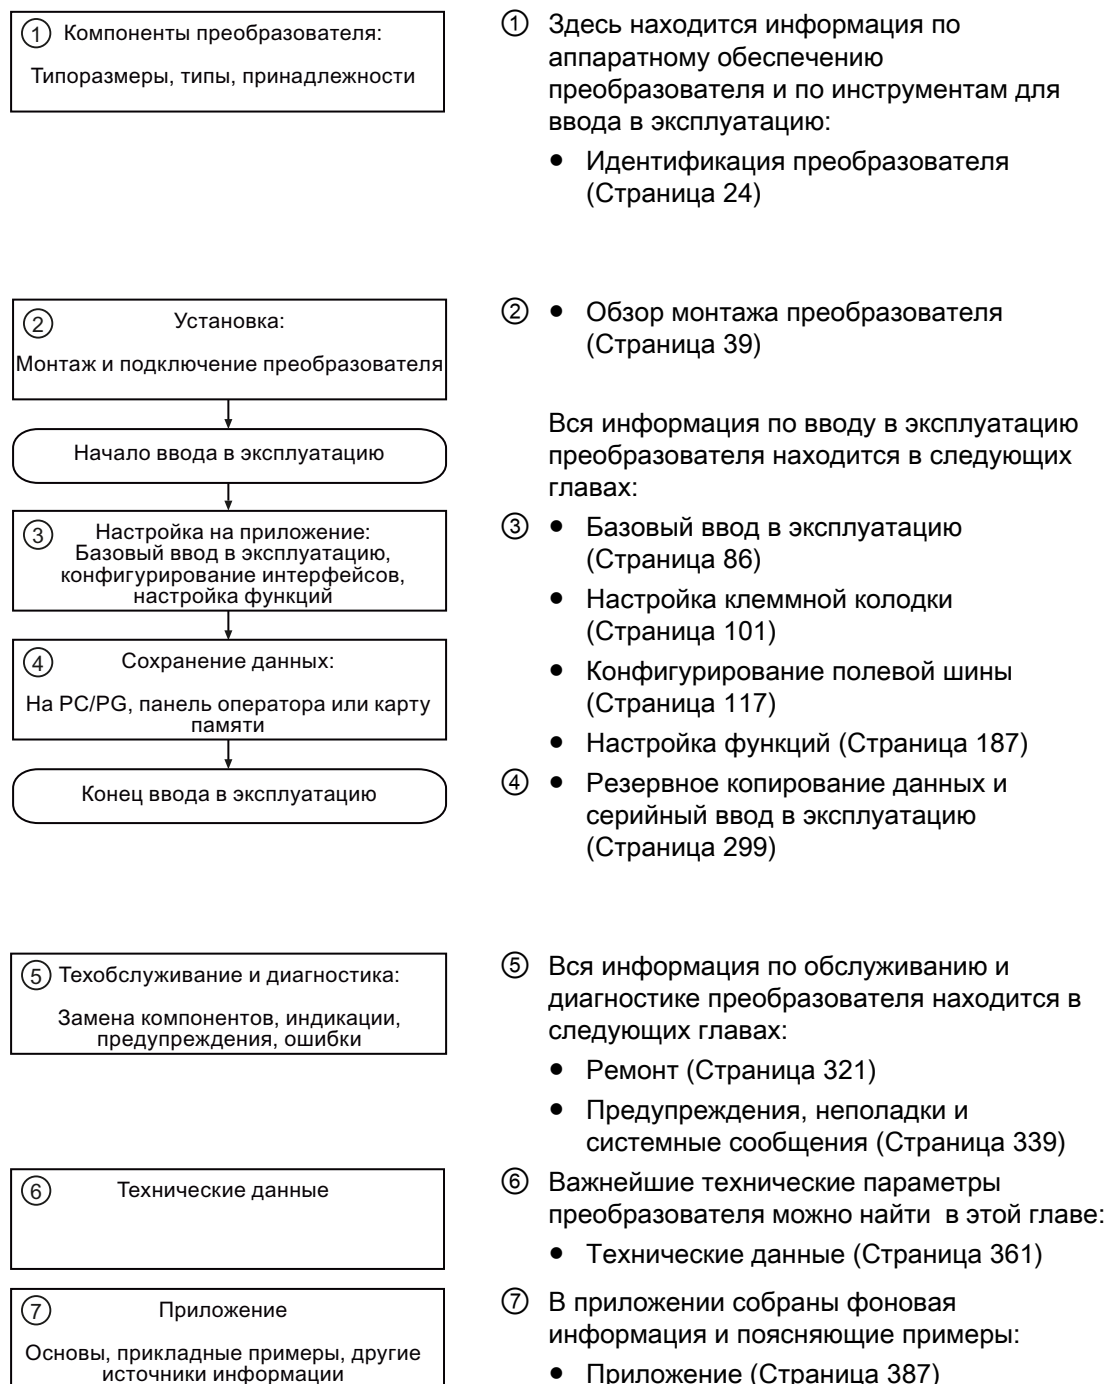 ① Компоненты преобразователя:
Типоразмеры, типы, принадлежности
① Здесь находится информация по
аппаратному обеспечению
преобразователя и по инструментам для
ввода в эксплуатацию:
● Идентификация преобразователя
(Страница 24)
② Установка:
Монтаж и подключение преобразователя
Начало ввода в эксплуатацию
③ Настройка на приложение:
Базовый ввод в эксплуатацию,
конфигурирование интерфейсов,
настройка функций
④ Сохранение данных:
На PC/PG, панель оператора или карту
памяти
Конец ввода в эксплуатацию
② ● Обзор монтажа преобразователя
(Страница 39)
Вся информация по вводу в эксплуатацию
преобразователя находится в следующих
главах:
③ ● Базовый ввод в эксплуатацию
(Страница 86)
● Настройка клеммной колодки
(Страница 101)
● Конфигурирование полевой шины
(Страница 117)
● Настройка функций (Страница 187)
④ ● Резервное копирование данных и
серийный ввод в эксплуатацию
(Страница 299)
⑤ Техобслуживание и диагностика:
Замена компонентов, индикации,
предупреждения, ошибки
⑤ Вся информация по обслуживанию и
диагностике преобразователя находится в
следующих главах:
● Ремонт (Страница 321)
● Предупреждения, неполадки и
системные сообщения (Страница 339)
⑥ Технические данные
⑥ Важнейшие технические параметры
преобразователя можно найти  в этой главе:
● Технические данные (Страница 361)
⑦ Приложение
Основы, прикладные примеры, другие
источники информации
⑦ В приложении собраны фоновая
информация и поясняющие примеры:
● Приложение (Страница 387)